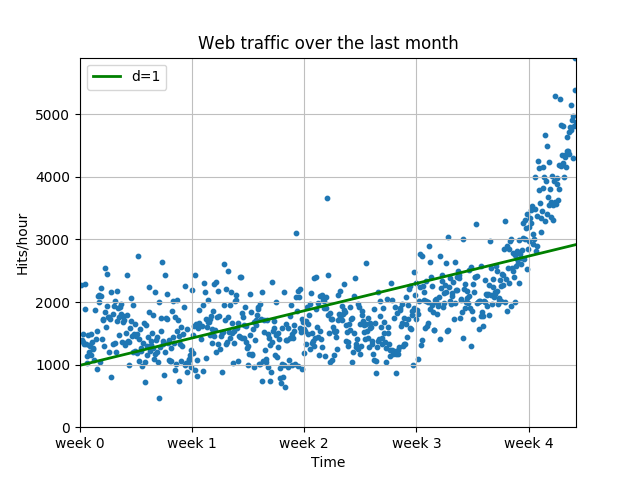 Web traffic over the last month
d=1
5000
4000
3000
2000
1000
0
Hits/hour
week 0 week 1 week 2 week 3 week 4
Time